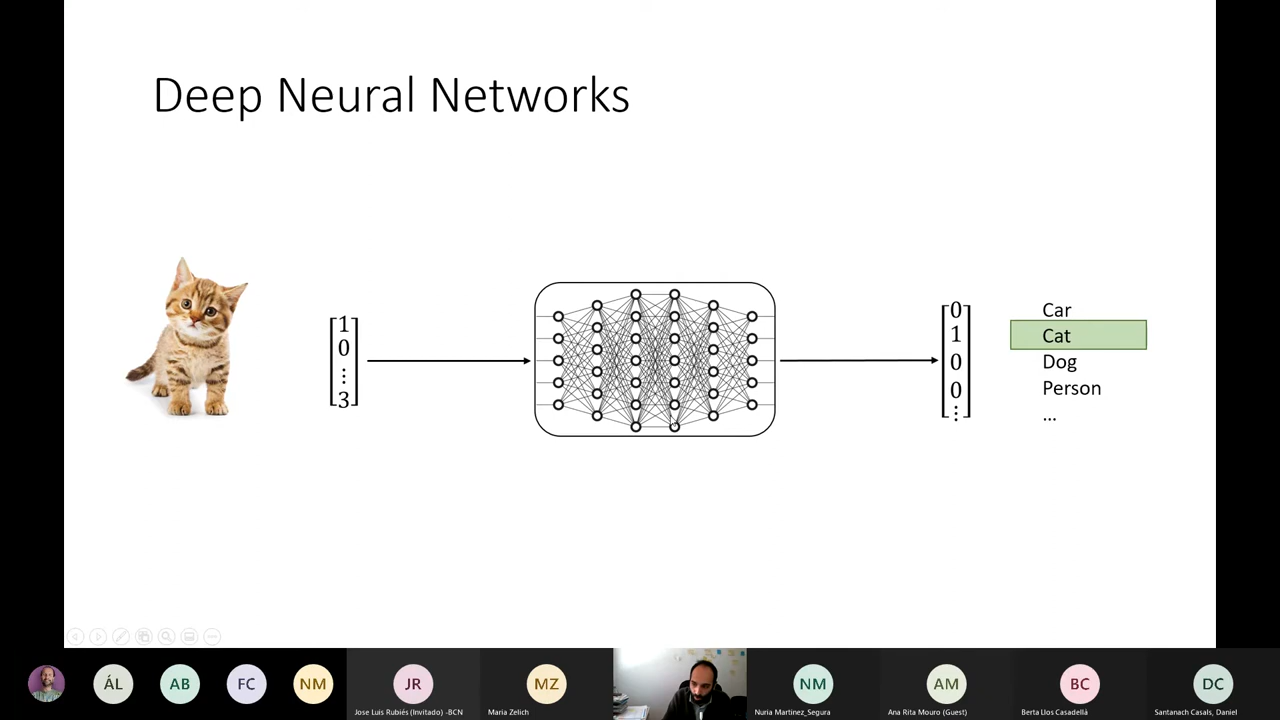 Deep Neural Networks
1
0
⋮
3
0
1
0
0
⋮
Car
Cat
Dog
Person
...
ÁL
AB
FC
NM
JR
MZ
NM
AM
BC
DC
Jose Luis Rubiés (Invitado) -BCN
Maria Zelich
Nuria Martinez_Segura
Ana Rita Mouro (Guest)
Berta Llos Casadellà
Santanach Casals, Daniel